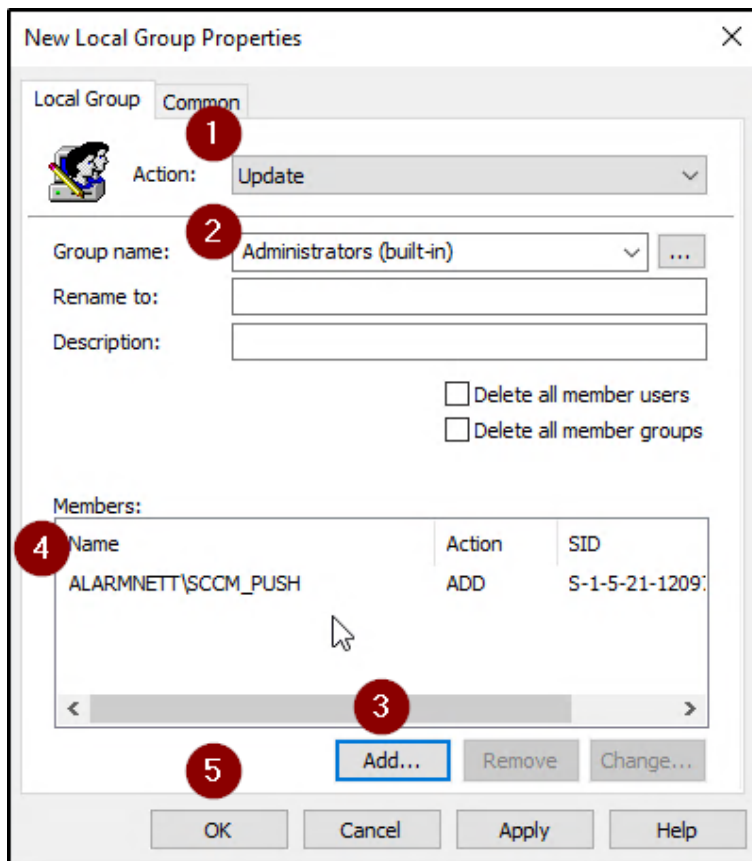 New Local Group Properties
Local Group Common
1
Action: Update
2
Group name: Administrators (built-in) ...
Rename to:
Description:
Delete all member users
Delete all member groups
Members:
4
Name Action SID
ALARMNETT\SCCM_PUSH ADD S-1-5-21-12097
3
Add... Remove Change...
5
OK Cancel Apply Help